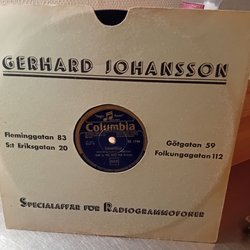 GERHARD JOHANSSON
Fleminggatan 83
S:t Eriksgatan 20
Götgatan 59
Folkungagatan 112
Columbia
SPECIALAFFÄR FÖR RADIOGRAMMOFONER